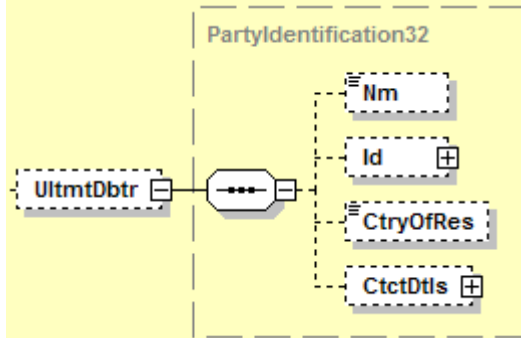 PartyIdentification32
Nm
Id
UltmtDbtr
CtryOfRes
CtctDtls